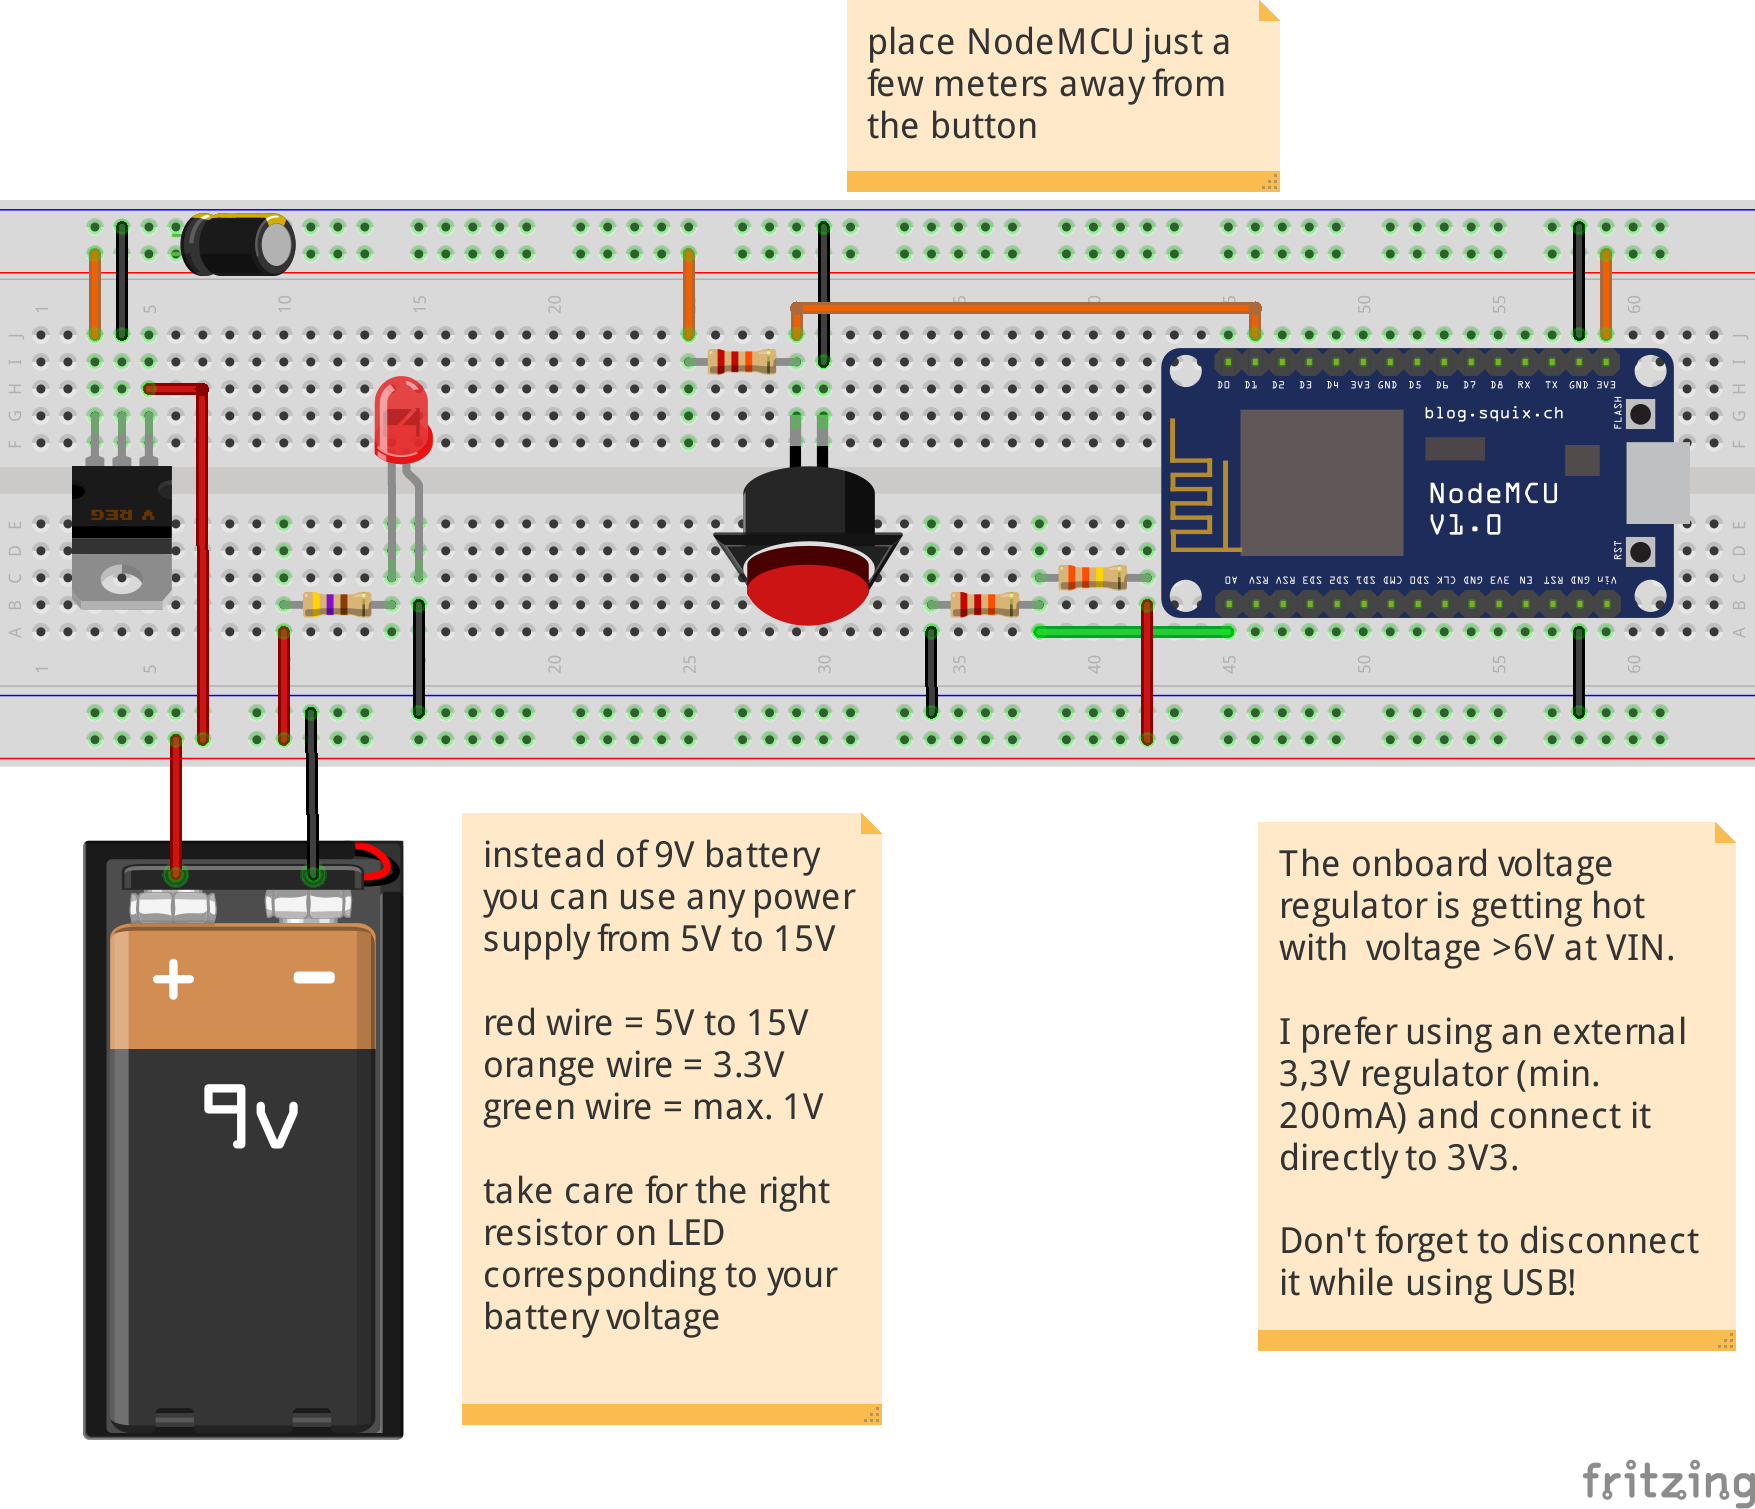 place NodeMCU just a
few meters away from
the button
1 5 10 15 20 25 30 35 40 45 50 55 60
J
I
H
G
F
D0 D1 D2 D3 D4 3V3 GND D5 D6 D7 D8 RX TX GND 3V3
FLASH
blog.squix.ch
V REG
NodeMCU
V1.0
RST
A0 RSV RSV SD3 SD2 SD1 CMD SD0 CLK GND 3V3 EN RST GND Vin
E
D
C
B
A
1 5 20 25 30 35 40 45 50 55 60
+ −
9V
instead of 9V battery
you can use any power
supply from 5V to 15V
red wire = 5V to 15V
orange wire = 3.3V
green wire = max. 1V
take care for the right
resistor on LED
corresponding to your
battery voltage
The onboard voltage
regulator is getting hot
with voltage >6V at VIN.
I prefer using an external
3,3V regulator (min.
200mA) and connect it
directly to 3V3.
Don't forget to disconnect
it while using USB!
fritzing